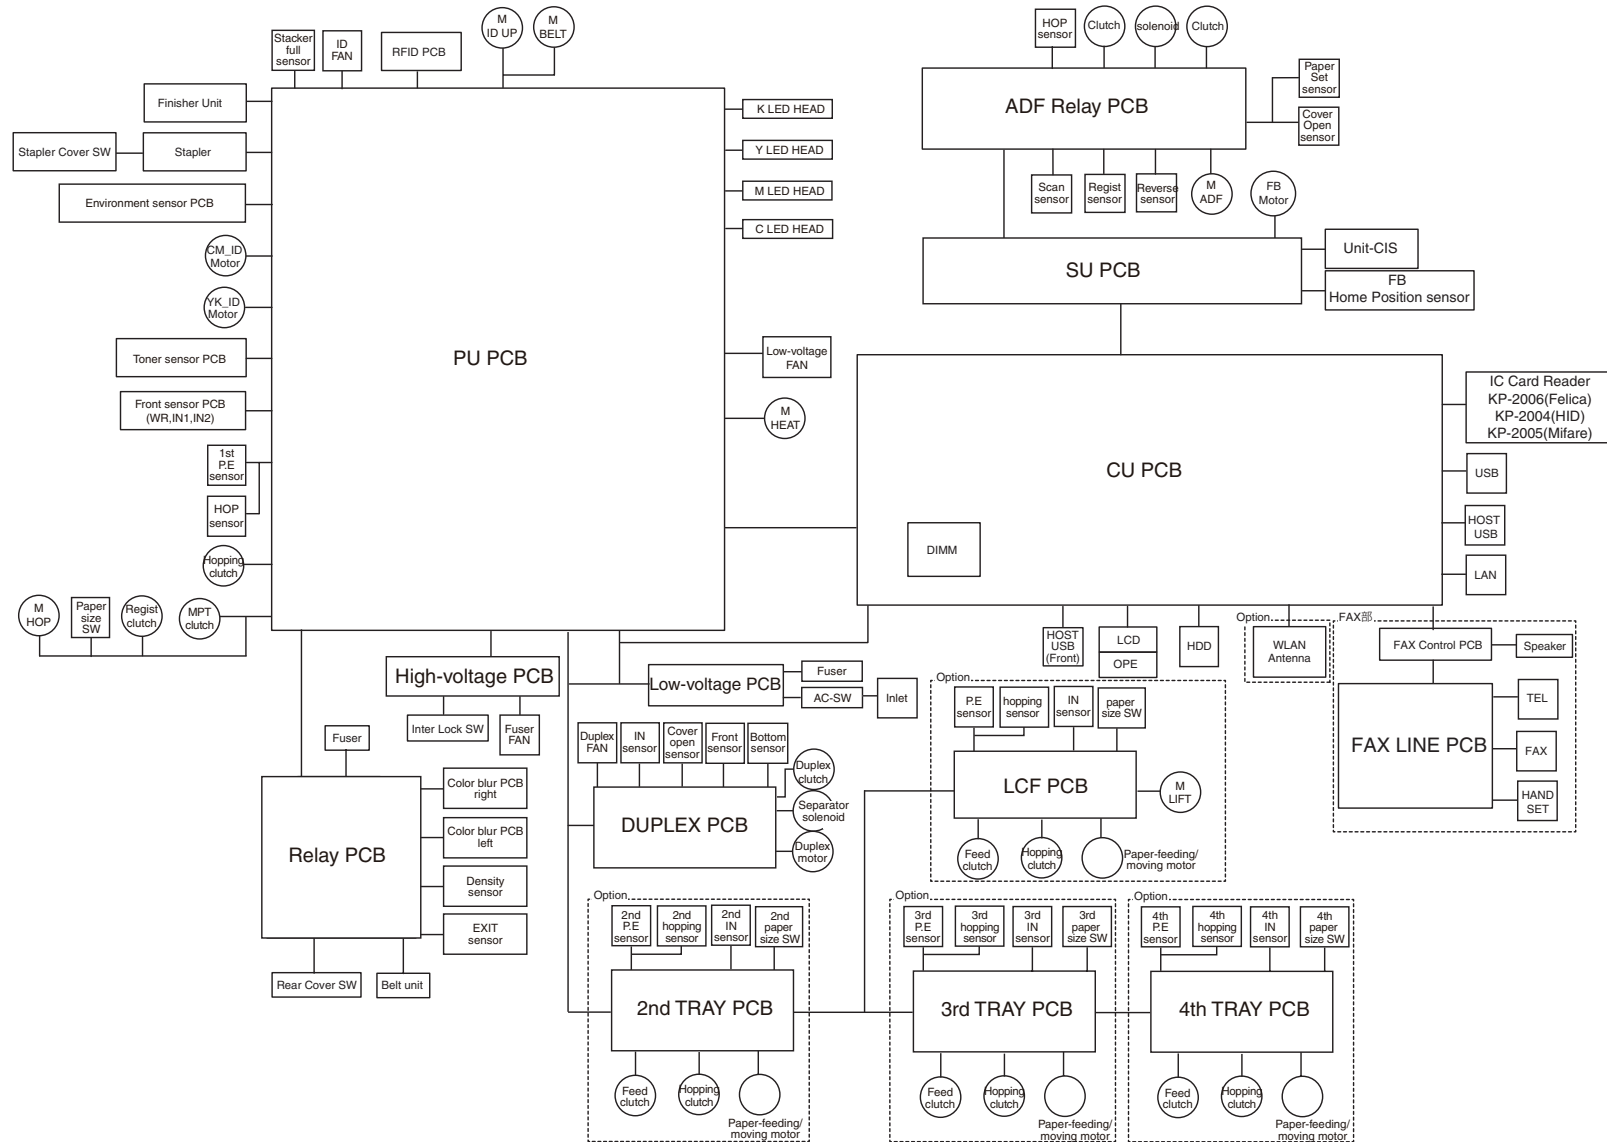 Stacker
full
sensor
ID
FAN
RFID PCB
M
ID UP
M
BELT
HOP
sensor
Clutch
solenoid
Clutch
Finisher Unit
Stapler Cover SW
Stapler
Environment sensor PCB
CM_ID
Motor
YK_ID
Motor
Toner sensor PCB
Front sensor PCB
(WR,IN1,IN2)
1st
P.E
sensor
HOP
sensor
Hopping
clutch
M
HOP
Paper
size
SW
Regist
clutch
MPT
clutch
PU PCB
K LED HEAD
Y LED HEAD
M LED HEAD
C LED HEAD
Low-voltage
FAN
M
HEAT
ADF Relay PCB
Paper
Set
sensor
Cover
Open
sensor
Scan
sensor
Regist
sensor
Reverse
sensor
M
ADF
FB
Motor
SU PCB
Unit-CIS
FB
Home Position sensor
CU PCB
DIMM
IC Card Reader
KP-2006(Felica)
KP-2004(HID)
KP-2005(Mifare)
USB
HOST
USB
LAN
HOST
USB
(Front)
LCD
OPE
HDD
Option
WLAN
Antenna
FAX部
FAX Control PCB
Speaker
FAX LINE PCB
TEL
FAX
HAND
SET
High-voltage PCB
Inter Lock SW
Fuser
FAN
Low-voltage PCB
Fuser
AC-SW
Inlet
Fuser
Relay PCB
Color blur PCB
right
Color blur PCB
left
Density
sensor
EXIT
sensor
Rear Cover SW
Belt unit
Duplex
FAN
IN
sensor
Cover
open
sensor
Front
sensor
Bottom
sensor
DUPLEX PCB
Duplex
clutch
Separator
solenoid
Duplex
motor
Option
P.E
sensor
hopping
sensor
IN
sensor
paper
size SW
LCF PCB
M
LIFT
Feed
clutch
Hopping
clutch
Paper-feeding/
moving motor
Option
2nd
P.E
sensor
2nd
hopping
sensor
2nd
IN
sensor
2nd
paper
size SW
2nd TRAY PCB
Feed
clutch
Hopping
clutch
Paper-feeding/
moving motor
Option
3rd
P.E
sensor
3rd
hopping
sensor
3rd
IN
sensor
3rd
paper
size SW
3rd TRAY PCB
Feed
clutch
Hopping
clutch
Paper-feeding/
moving motor
Option
4th
P.E
sensor
4th
hopping
sensor
4th
IN
sensor
4th
paper
size SW
4th TRAY PCB
Feed
clutch
Hopping
clutch
Paper-feeding/
moving motor